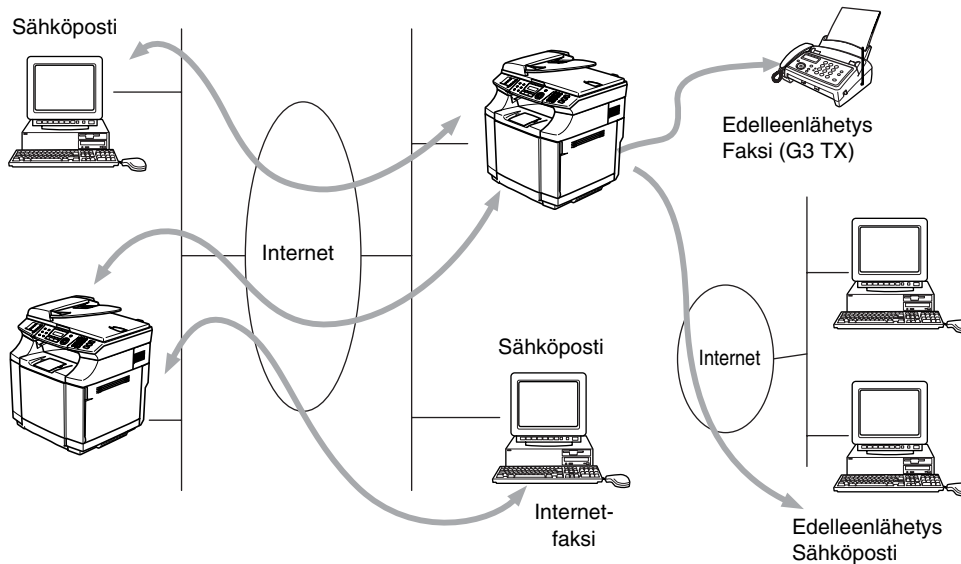 Sähköposti
Edelleenlähetys
Faksi (G3 TX)
Internet
Sähköposti
Internet
Internet-
faksi
Edelleenlähetys
Sähköposti